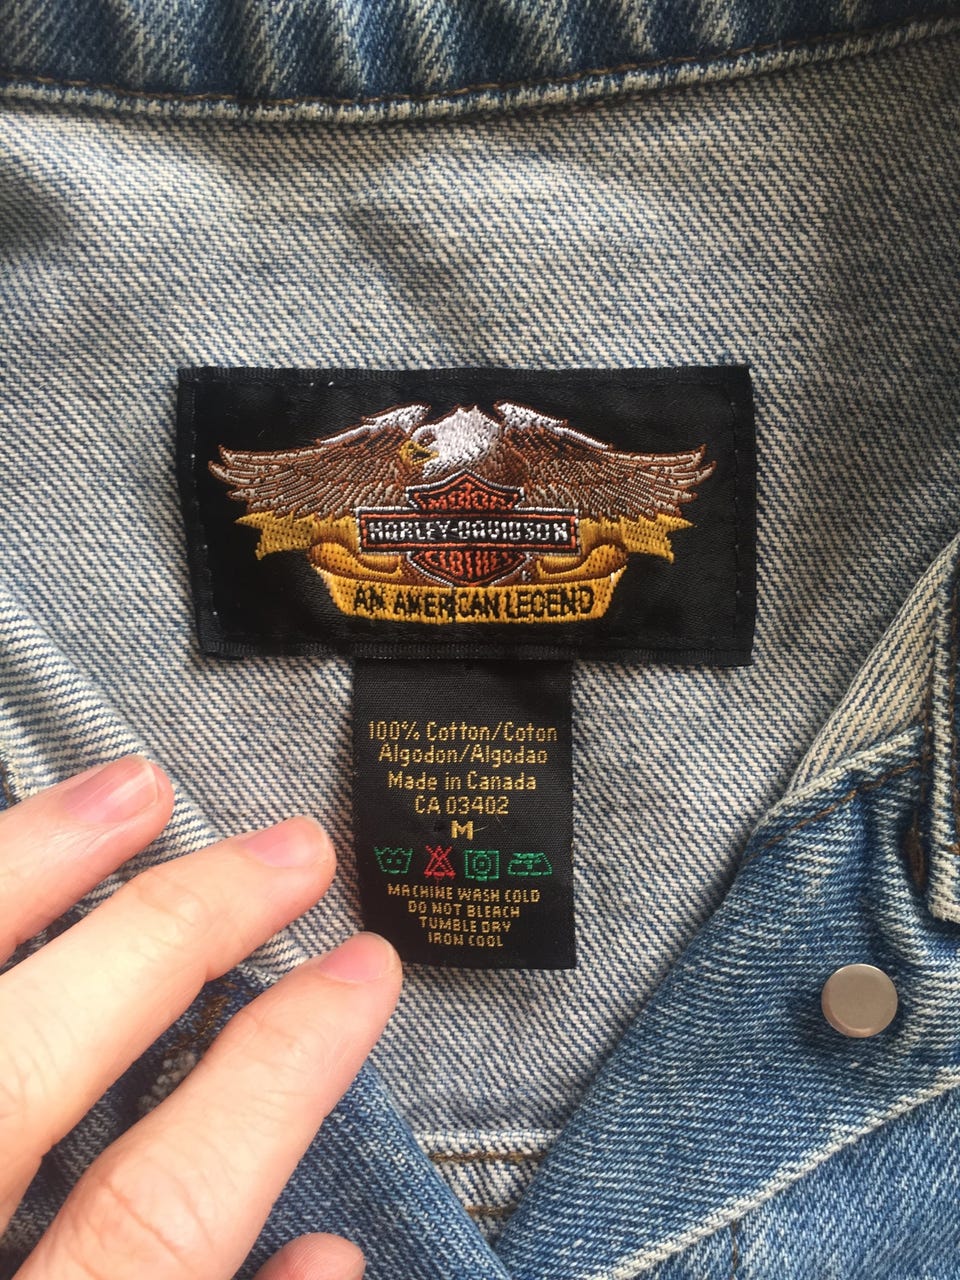 MOTOR
HARLEY-DAVIDSON
CLOTHES
®
AN AMERICAN LEGEND
100% Cotton/Coton
Algodon/Algodao
Made in Canada
CA 03402
M
MACHINE WASH COLD
DO NOT BLEACH
TUMBLE DRY
IRON COOL